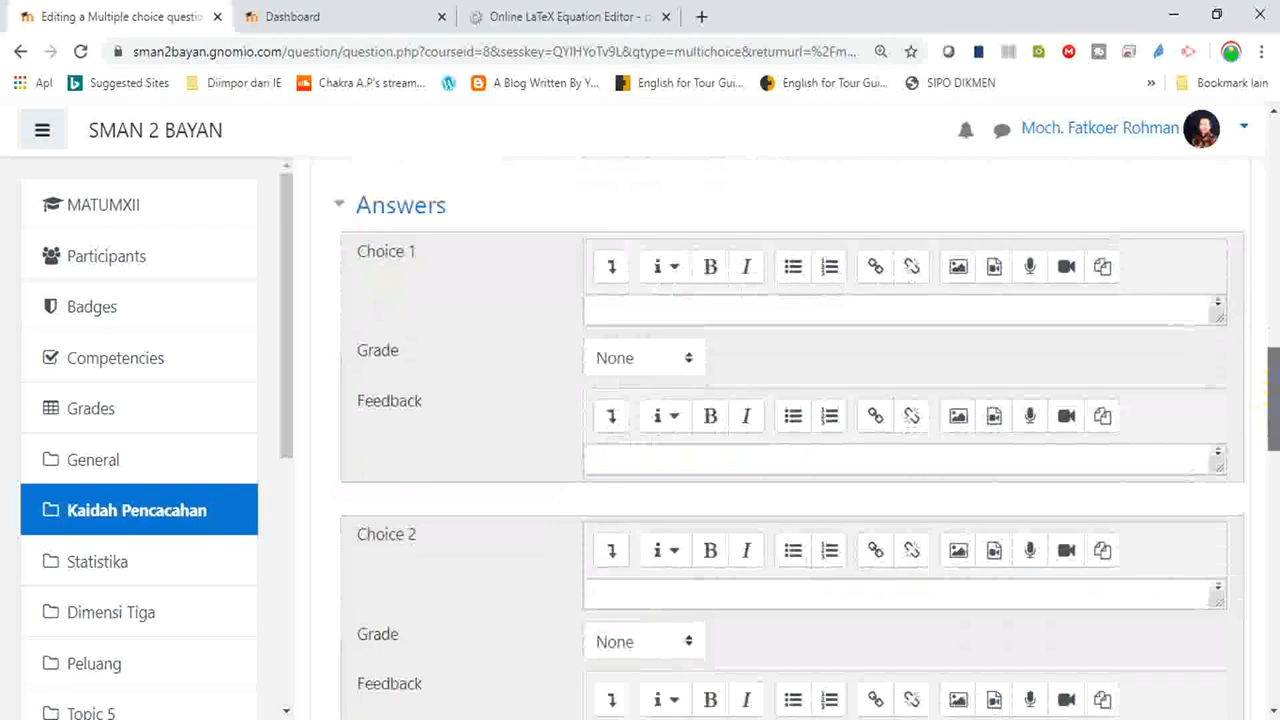 Editing a Multiple choice questi
Dashboard
Online LaTeX Equation Editor -
sman2bayan.gnomio.com/question/question.php?courseid=8&sesskey=QYIHYoTv9L&qtype=multichoice&returnurl=%2Fm...
Apl
Suggested Sites
Diimpor dari IE
Chakra A.P's stream...
A Blog Written By Y...
English for Tour Gui...
English for Tour Gui...
SIPO DIKMEN
»
Bookmark lain
SMAN 2 BAYAN
Moch. Fatkoer Rohman
MATUMXII
Participants
Badges
Competencies
Grades
General
Kaidah Pencacahan
Statistika
Dimensi Tiga
Peluang
Topic 5
Answers
Choice 1
i B I
Grade
None
Feedback
i B I
Choice 2
i B I
Grade
None
Feedback
i B I